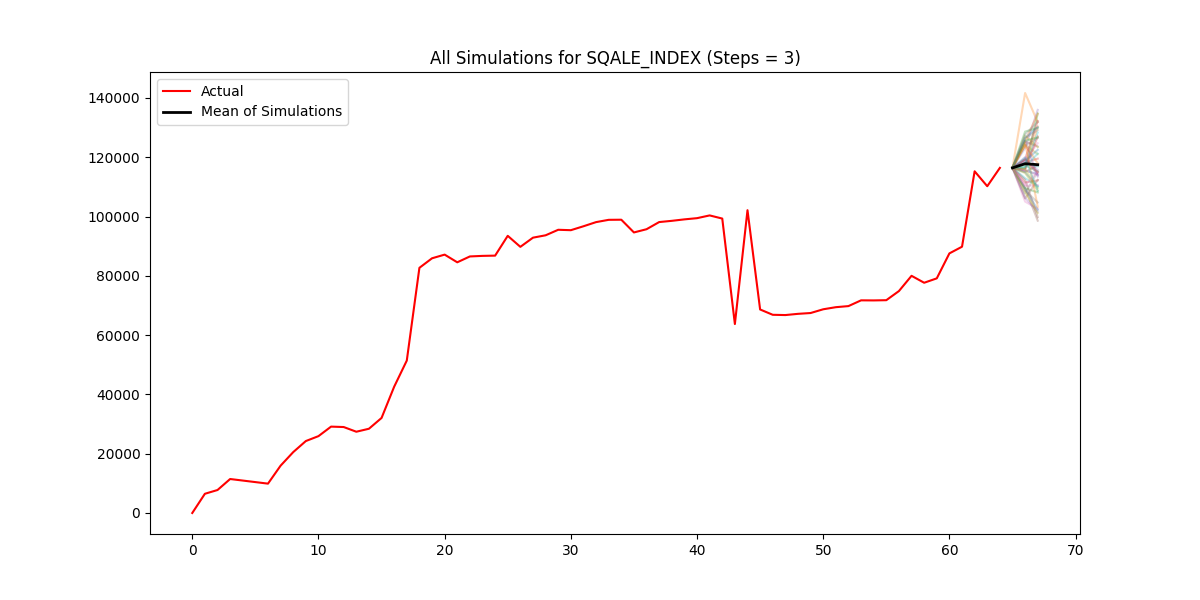 All Simulations for SQALE_INDEX (Steps = 3)
Actual
Mean of Simulations
140000
120000
100000
80000
60000
40000
20000
0
0 10 20 30 40 50 60 70